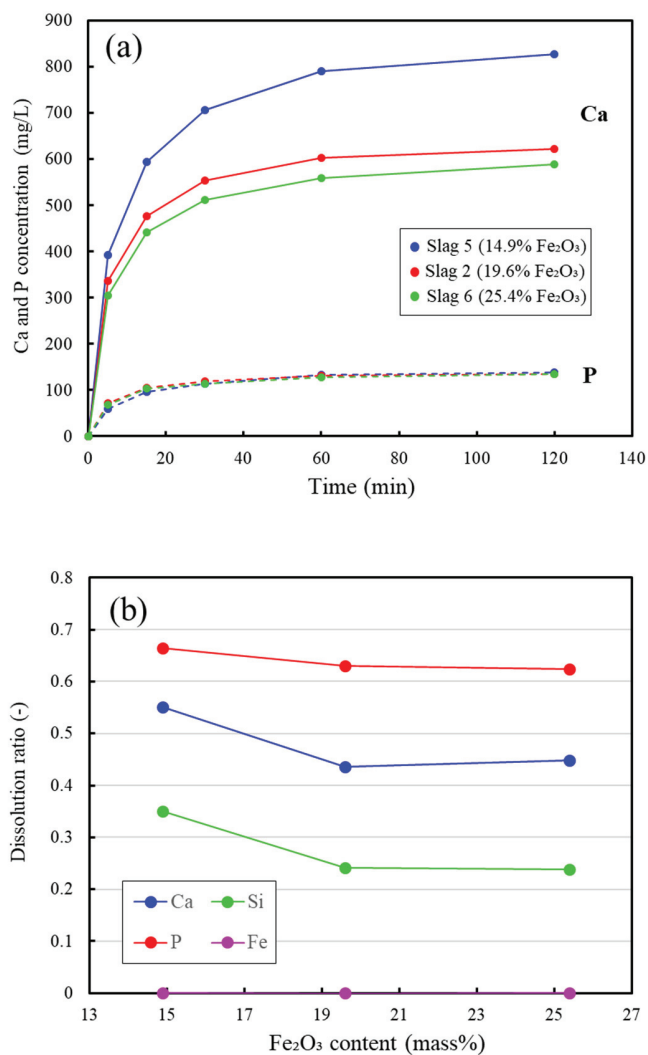 (a)
900
800
700
600
500
400
300
200
100
0
Ca and P concentration (mg/L)
Ca
Slag 5 (14.9% Fe₂O₃)
Slag 2 (19.6% Fe₂O₃)
Slag 6 (25.4% Fe₂O₃)
P
0 20 40 60 80 100 120 140
Time (min)
(b)
0.8
0.7
0.6
0.5
0.4
0.3
0.2
0.1
0
Dissolution ratio (-)
Ca Si
P Fe
13 15 17 19 21 23 25 27
Fe₂O₃ content (mass%)